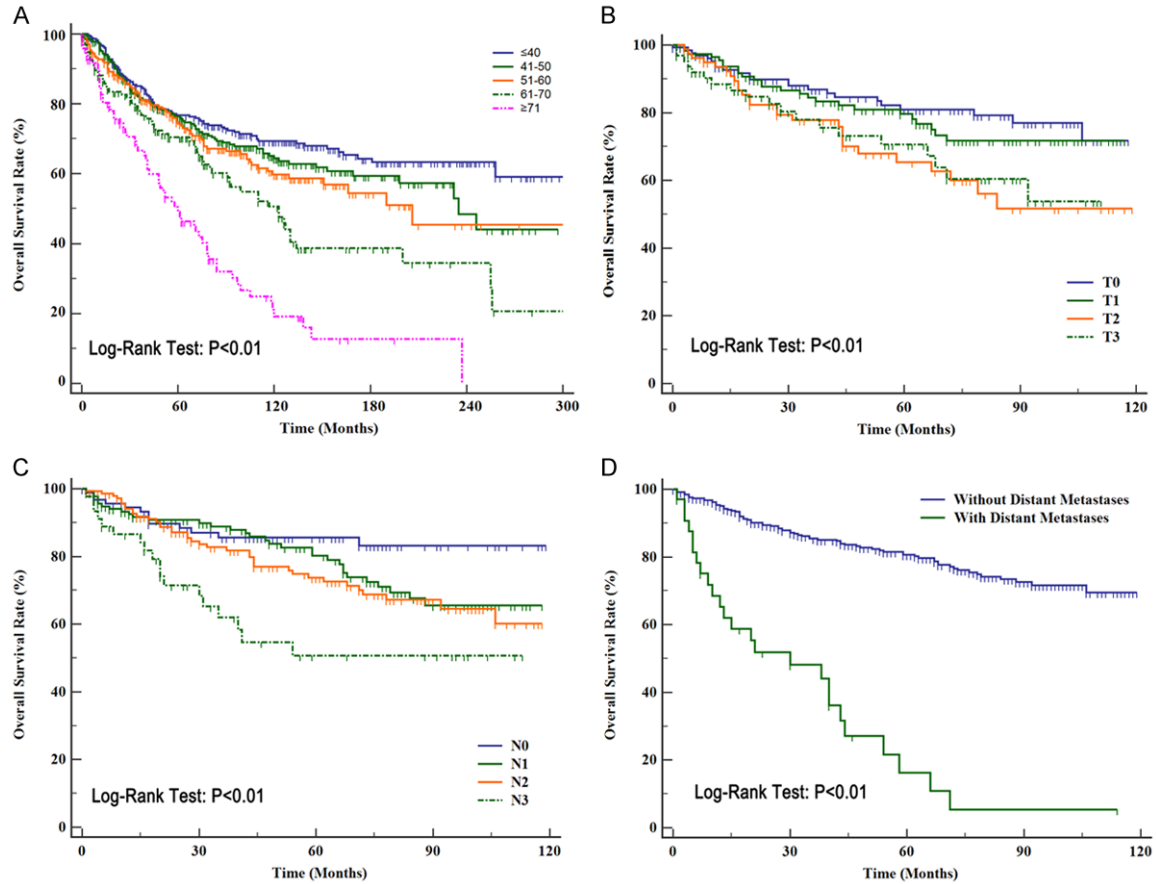 A
Overall Survival Rate (%)
100
80
60
40
20
0
≤40
41-50
51-60
61-70
≥71
Log-Rank Test: P<0.01
0 60 120 180 240 300
Time (Months)
B
Overall Survival Rate (%)
100
80
60
40
20
0
T0
T1
T2
T3
Log-Rank Test: P<0.01
0 30 60 90 120
Time (Months)
C
Overall Survival Rate (%)
100
80
60
40
20
0
N0
N1
N2
N3
Log-Rank Test: P<0.01
0 30 60 90 120
Time (Months)
D
Overall Survival Rate (%)
100
80
60
40
20
0
Without Distant Metastases
With Distant Metastases
Log-Rank Test: P<0.01
0 30 60 90 120
Time (Months)